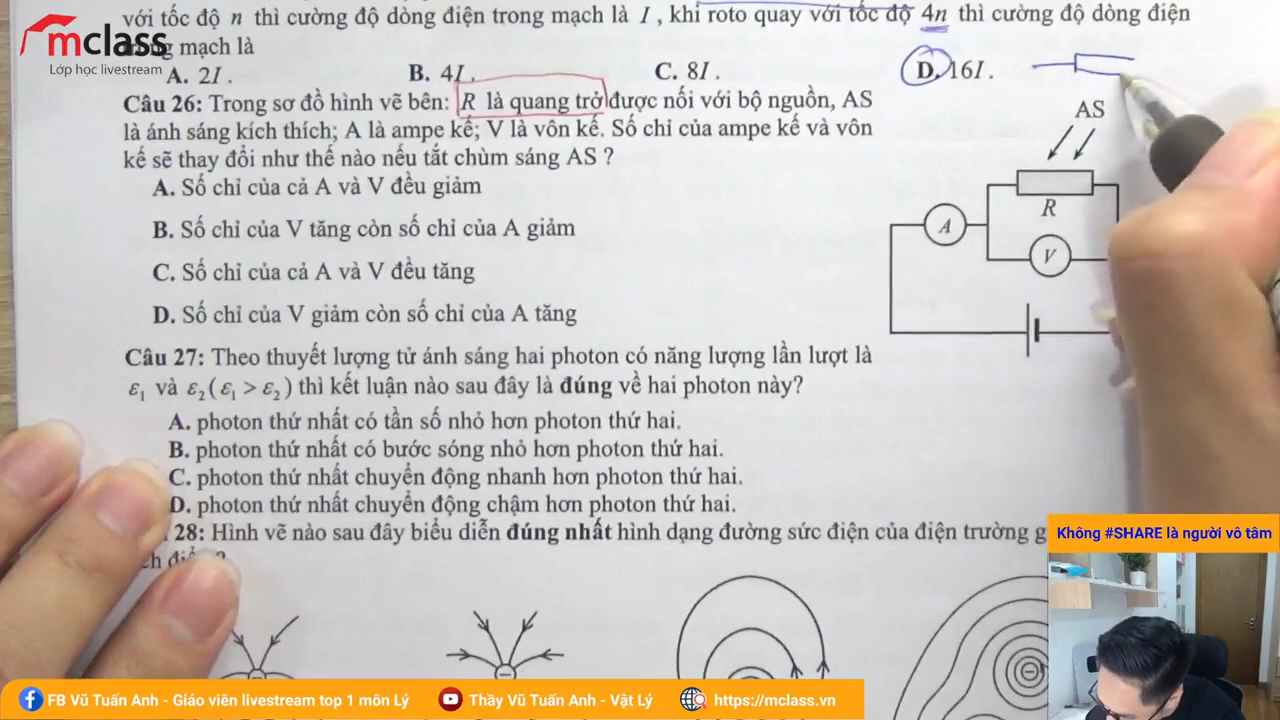 với tốc độ n thì cường độ dòng điện trong mạch là I , khi roto quay với tốc độ 4n thì cường độ dòng điện
mạch là
mclass
Lớp học livestream
A. 2I .
B. 4I .
C. 8I .
D. 16I .
Câu 26: Trong sơ đồ hình vẽ bên: R là quang trở được nối với bộ nguồn, AS
là ánh sáng kích thích; A là ampe kế; V là vôn kế. Số chỉ của ampe kế và vôn
kế sẽ thay đổi như thế nào nếu tắt chùm sáng AS ?
A. Số chỉ của cả A và V đều giảm
B. Số chỉ của V tăng còn số chỉ của A giảm
C. Số chỉ của cả A và V đều tăng
D. Số chỉ của V giảm còn số chỉ của A tăng
AS
R
A
V
Câu 27: Theo thuyết lượng tử ánh sáng hai photon có năng lượng lần lượt là
ε₁ và ε₂ ( ε₁ > ε₂ ) thì kết luận nào sau đây là đúng về hai photon này?
A. photon thứ nhất có tần số nhỏ hơn photon thứ hai.
B. photon thứ nhất có bước sóng nhỏ hơn photon thứ hai.
C. photon thứ nhất chuyển động nhanh hơn photon thứ hai.
D. photon thứ nhất chuyển động chậm hơn photon thứ hai.
28: Hình vẽ nào sau đây biểu diễn đúng nhất hình dạng đường sức điện của điện trường
Không #SHARE là người vô tâm
FB Vũ Tuấn Anh - Giáo viên livestream top 1 môn Lý
Thầy Vũ Tuấn Anh - Vật Lý
https://mclass.vn